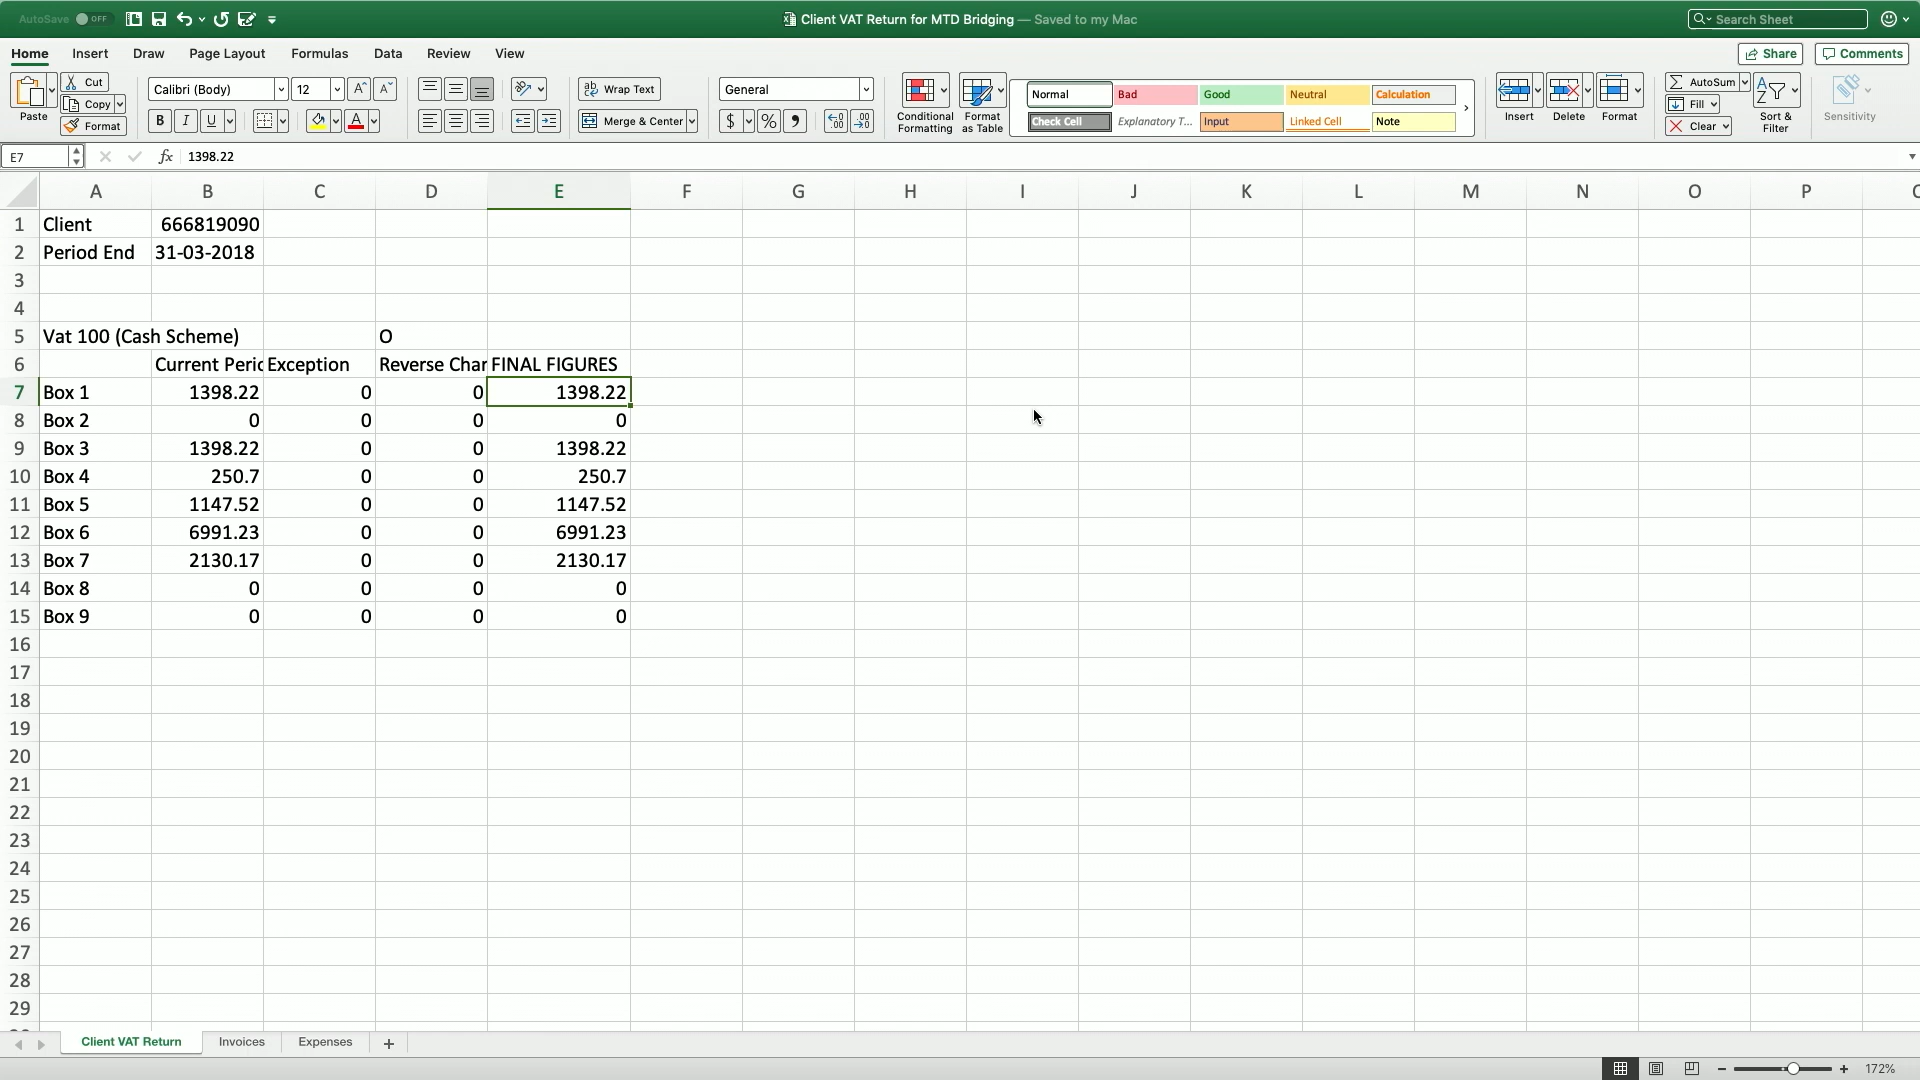 AutoSave OFF Client VAT Return for MTD Bridging — Saved to my Mac Search Sheet
Home Insert Draw Page Layout Formulas Data Review View Share Comments
Paste Cut Copy Format
Calibri (Body) 12 A^ A˅
B I U A
ab Wrap Text
Merge & Center
General
$ % 9
Conditional Formatting
Format as Table
Normal Bad Good Neutral Calculation
Check Cell Explanatory T... Input Linked Cell Note
Insert Delete Format
AutoSum
Fill
Clear
Sort & Filter
Sensitivity
E7 fx 1398.22
A B C D E F G H I J K L M N O P
1 Client 666819090
2 Period End 31-03-2018
3
4
5 Vat 100 (Cash Scheme) O
6 Current Peric Exception Reverse Char FINAL FIGURES
7 Box 1 1398.22 0 0 1398.22
8 Box 2 0 0 0 0
9 Box 3 1398.22 0 0 1398.22
10 Box 4 250.7 0 0 250.7
11 Box 5 1147.52 0 0 1147.52
12 Box 6 6991.23 0 0 6991.23
13 Box 7 2130.17 0 0 2130.17
14 Box 8 0 0 0 0
15 Box 9 0 0 0 0
16
17
18
19
20
21
22
23
24
25
26
27
28
29
Client VAT Return Invoices Expenses +
172%